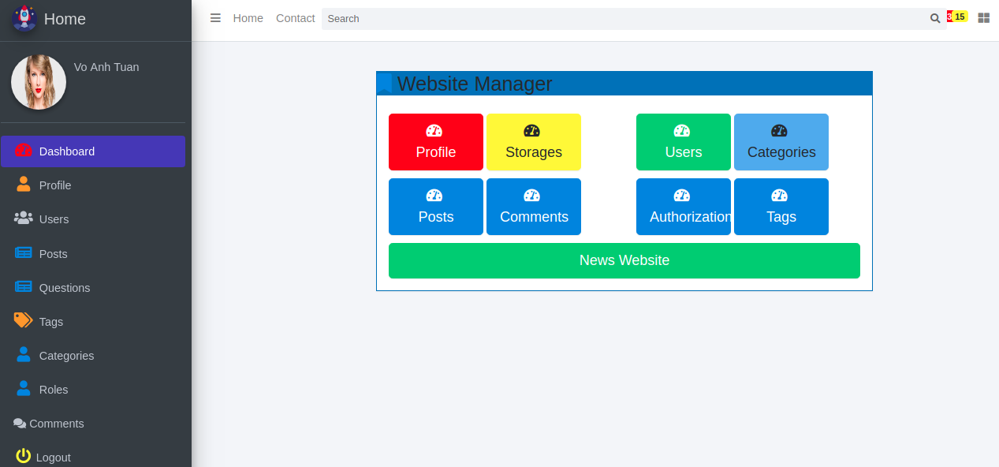 Home
Home Contact Search 3 15
Vo Anh Tuan
Dashboard
Profile
Users
Posts
Questions
Tags
Categories
Roles
Comments
Logout
Website Manager
Profile Storages Users Categories
Posts Comments Authorization Tags
News Website